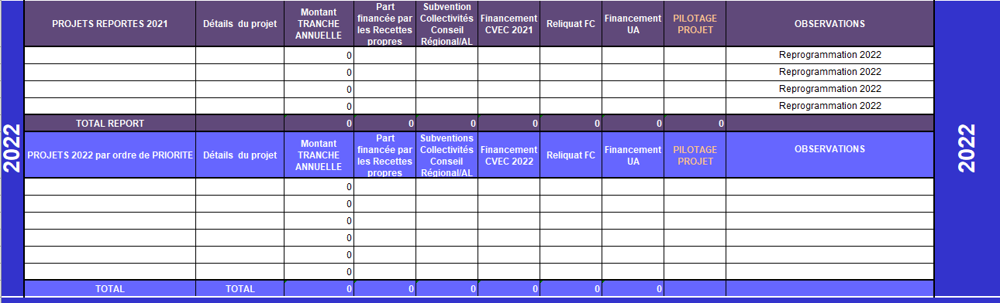 2022
PROJETS REPORTES 2021 Détails du projet Montant TRANCHE ANNUELLE Part financée par les Recettes propres Subvention Collectivités Conseil Régional/AL Financement CVEC 2021 Reliquat FC Financement UA PILOTAGE PROJET OBSERVATIONS
0 Reprogrammation 2022
0 Reprogrammation 2022
0 Reprogrammation 2022
0 Reprogrammation 2022
TOTAL REPORT 0 0 0 0 0 0 0
PROJETS 2022 par ordre de PRIORITE Détails du projet Montant TRANCHE ANNUELLE Part financée par les Recettes propres Subventions Collectivités Conseil Régional/AL Financement CVEC 2022 Reliquat FC Financement UA PILOTAGE PROJET OBSERVATIONS
0
0
0
0
0
0
TOTAL TOTAL 0 0 0 0 0 0
2022